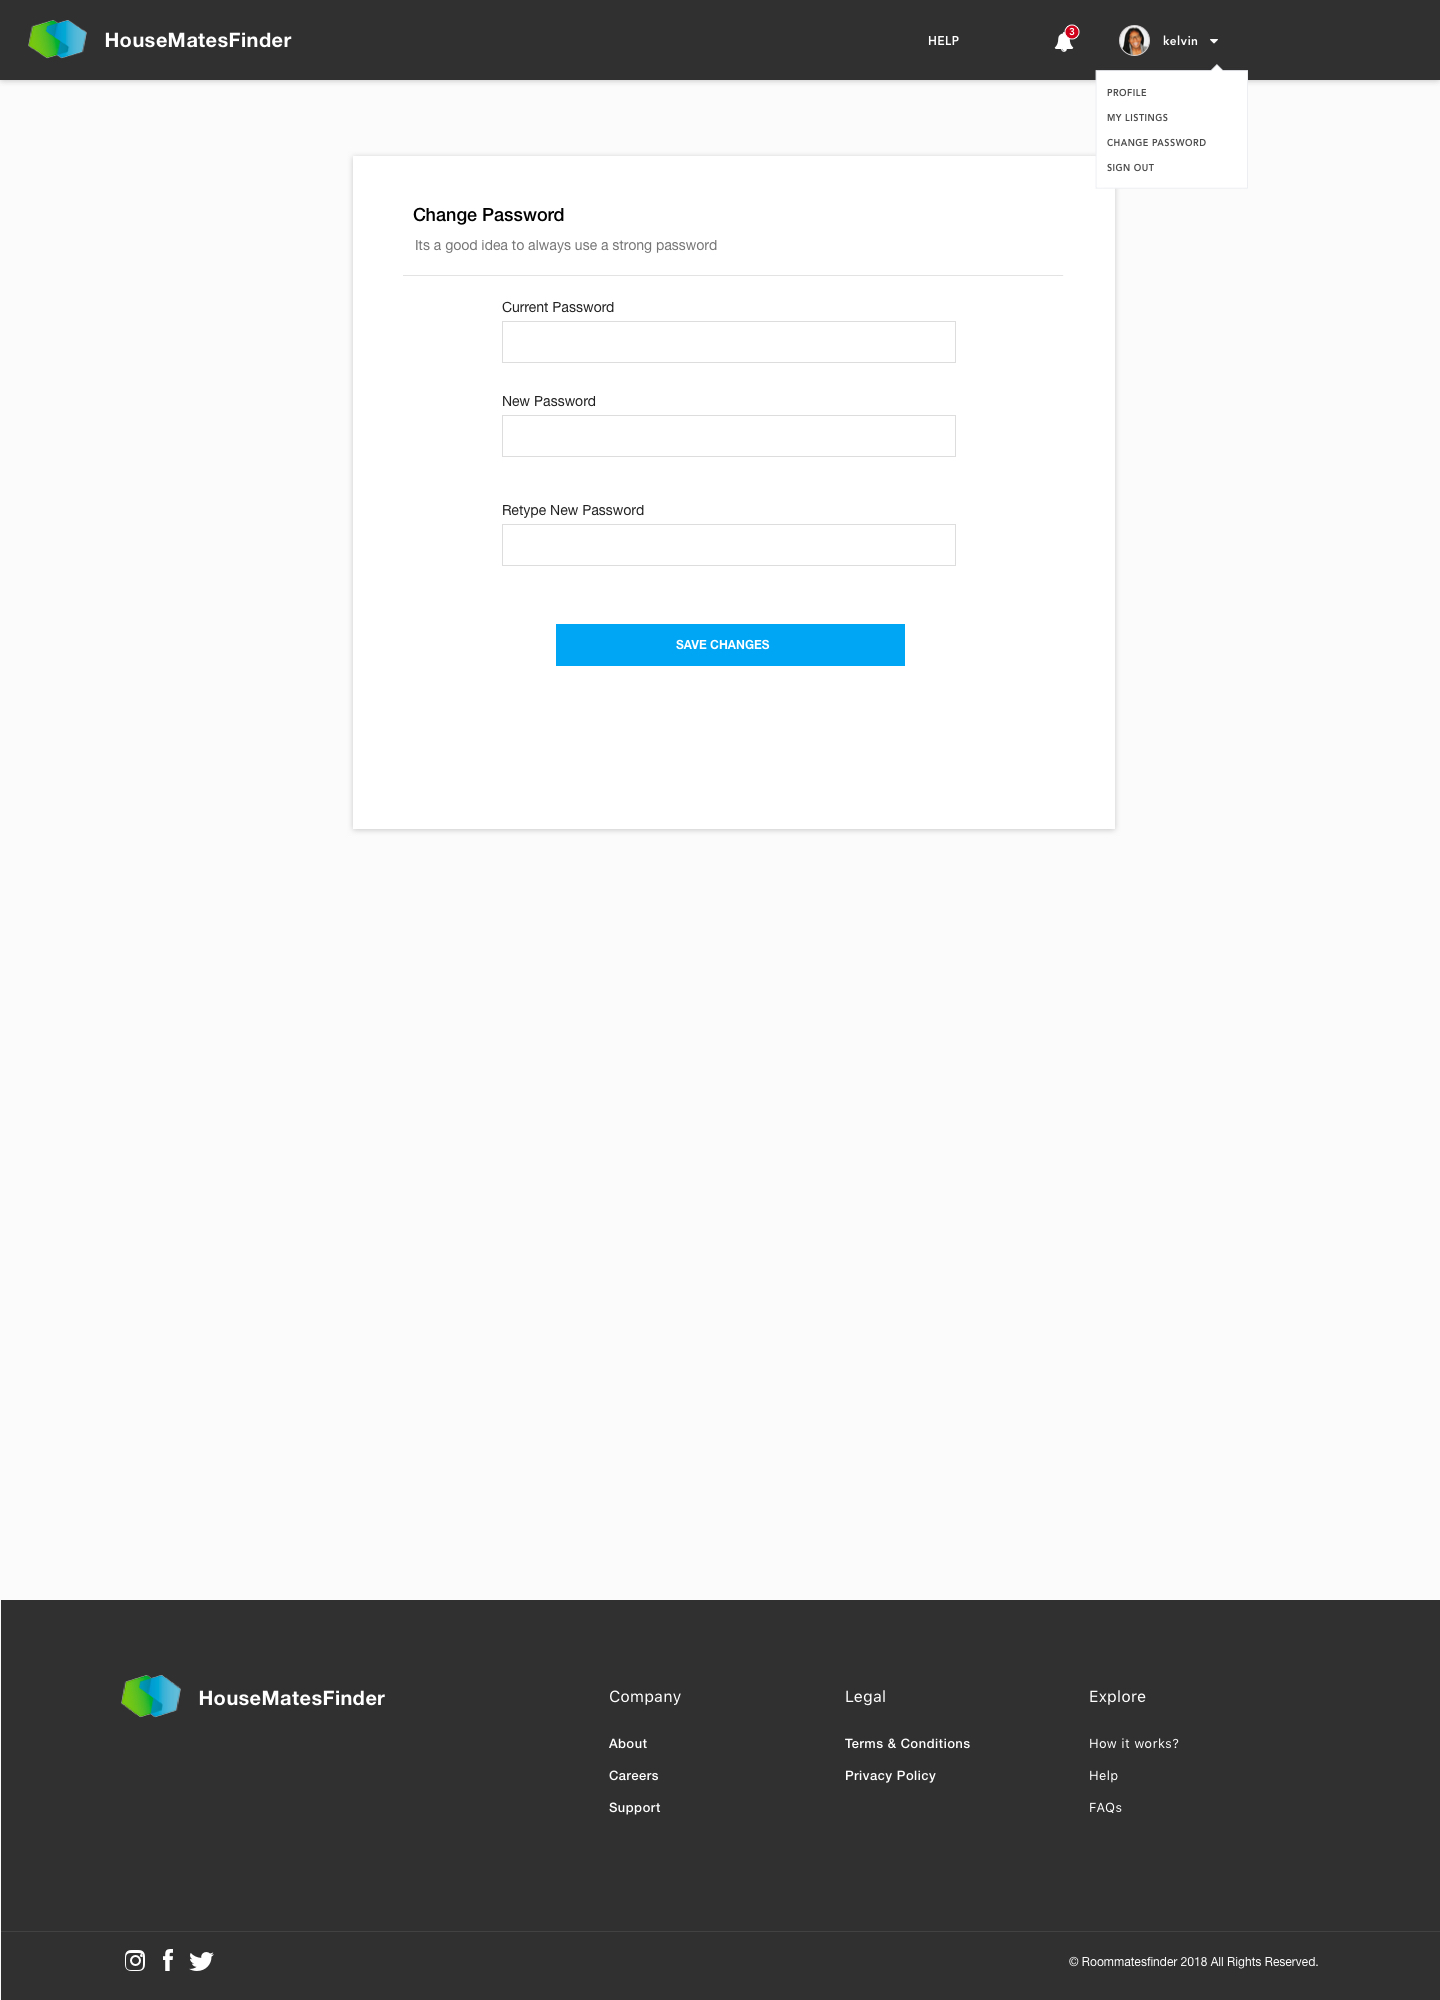 HouseMatesFinder
HELP
3
kelvin
PROFILE
MY LISTINGS
CHANGE PASSWORD
SIGN OUT
Change Password
Its a good idea to always use a strong password
Current Password
New Password
Retype New Password
SAVE CHANGES
HouseMatesFinder
Company
About
Careers
Support
Legal
Terms & Conditions
Privacy Policy
Explore
How it works?
Help
FAQs
© Roommatesfinder 2018 All Rights Reserved.